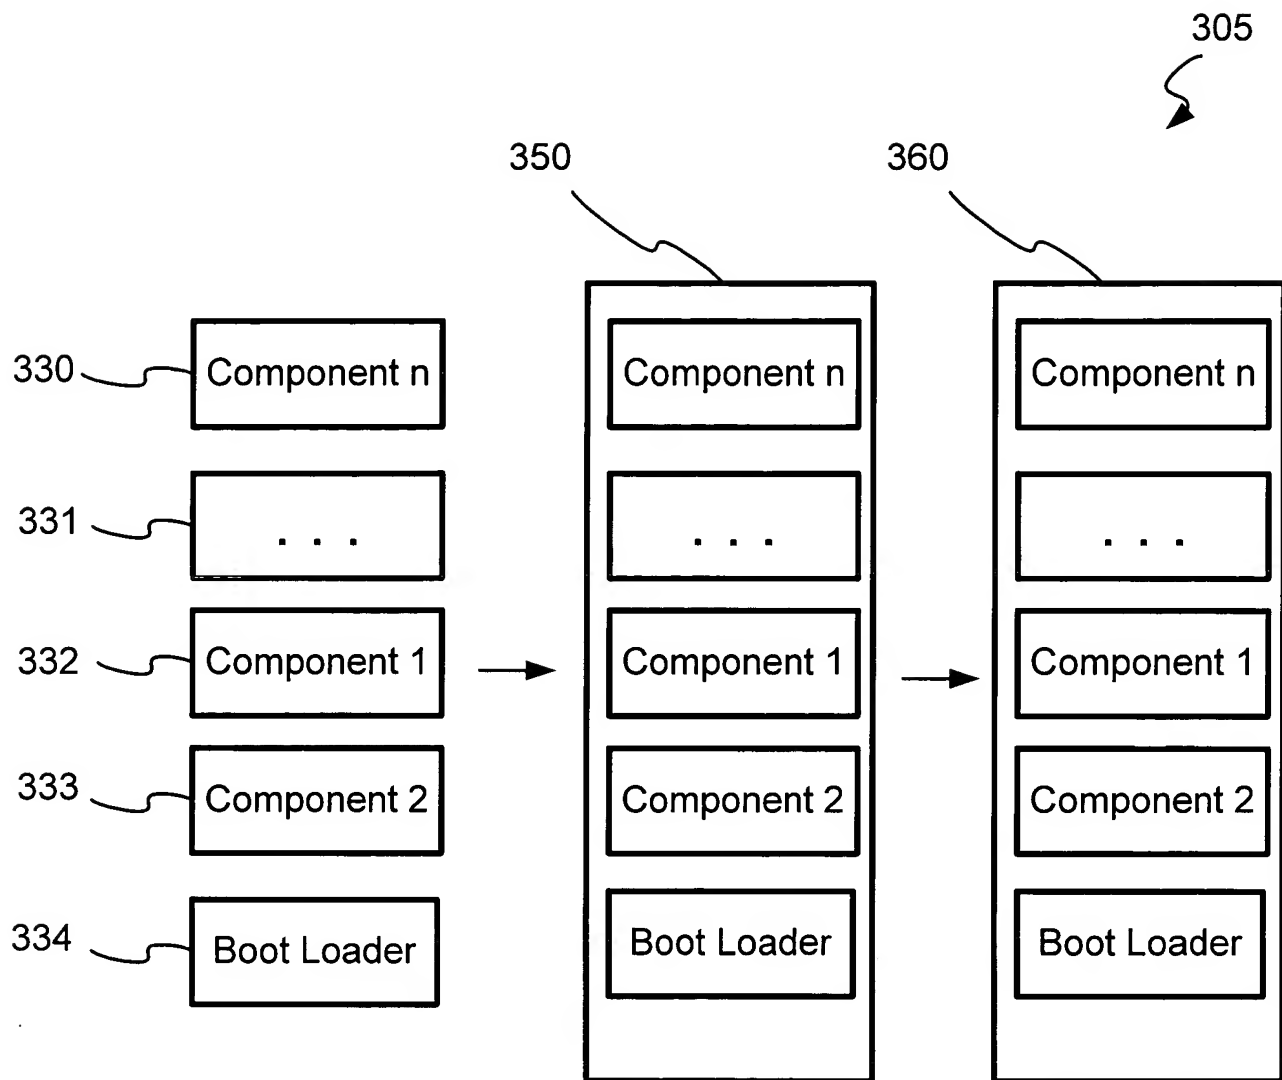 305
350
360
330 Component n Component n Component n
331 . . . . . . . . .
332 Component 1 Component 1 Component 1
333 Component 2 Component 2 Component 2
334 Boot Loader Boot Loader Boot Loader